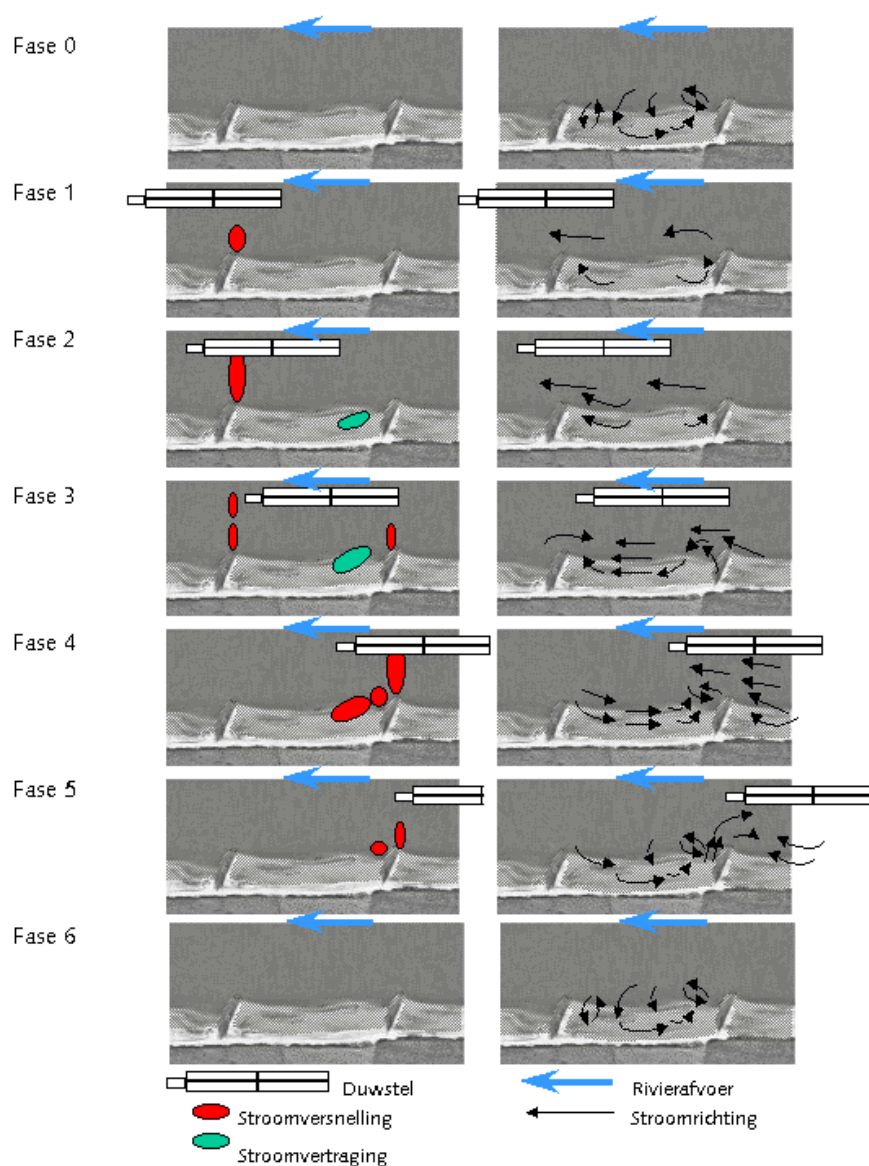 Fase 0
Fase 1
Fase 2
Fase 3
Fase 4
Fase 5
Fase 6
Duwstel
Rivierafvoer
Stroomversnelling
Stroomrichting
Stroomvertraging